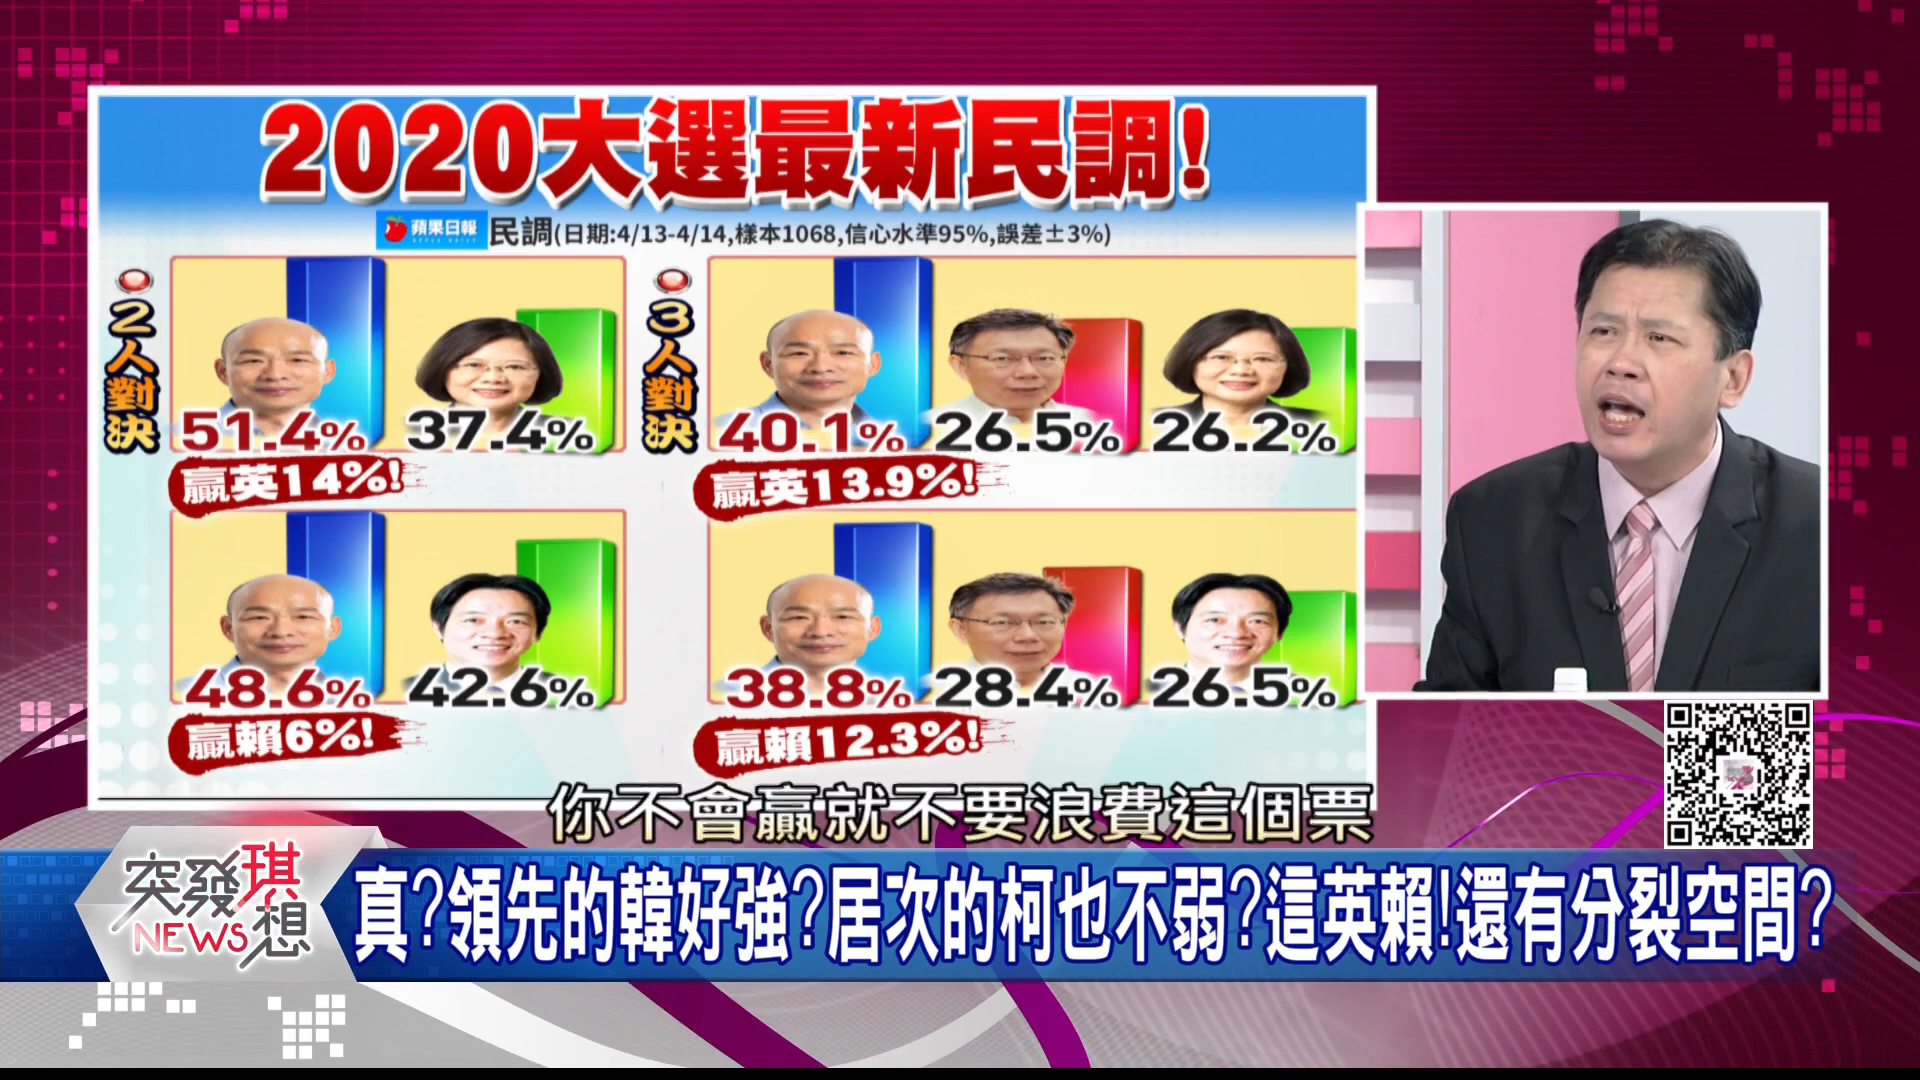 2020大選最新民調!
蘋果日報
民調(日期:4/13-4/14,樣本1068,信心水準95%,誤差±3%)
2人對決
51.4% 37.4%
贏英14%!
48.6% 42.6%
贏賴6%!
3人對決
40.1% 26.5% 26.2%
贏英13.9%!
38.8% 28.4% 26.5%
贏賴12.3%!
你不會贏就不要浪費這個票
突發琪想
NEWS
真?領先的韓好強?居次的柯也不弱?這英賴!還有分裂空間?